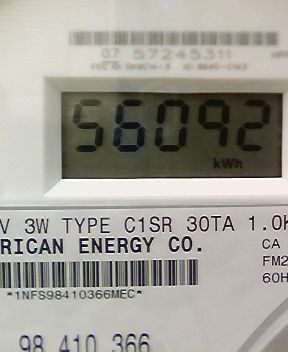 07 57245311
56092
kWh
V 3W TYPE C1SR 30TA 1.0K
RICAN ENERGY CO.
CA
FM2
60H
*1NFS98410366MEC*
98 410 366